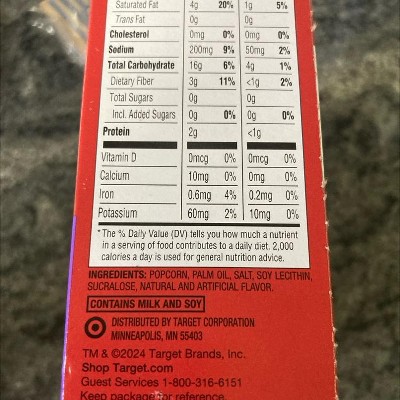 Saturated Fat 4g 20% 1g 5%
Trans Fat 0g 0g
Cholesterol 0mg 0% 0mg 0%
Sodium 200mg 9% 50mg 2%
Total Carbohydrate 16g 6% 4g 1%
Dietary Fiber 3g 11% <1g 2%
Total Sugars 0g 0g
Incl. Added Sugars 0g 0% 0g 0%
Protein 2g <1g
Vitamin D 0mcg 0% 0mcg 0%
Calcium 10mg 0% 0mg 0%
Iron 0.6mg 4% 0.2mg 0%
Potassium 60mg 2% 10mg 0%
*The % Daily Value (DV) tells you how much a nutrient
in a serving of food contributes to a daily diet. 2,000
calories a day is used for general nutrition advice.
INGREDIENTS: POPCORN, PALM OIL, SALT, SOY LECITHIN,
SUCRALOSE, NATURAL AND ARTIFICIAL FLAVOR.
CONTAINS MILK AND SOY
DISTRIBUTED BY TARGET CORPORATION
MINNEAPOLIS, MN 55403
TM & ©2024 Target Brands, Inc.
Shop Target.com
Guest Services 1-800-316-6151
Keep package for reference.